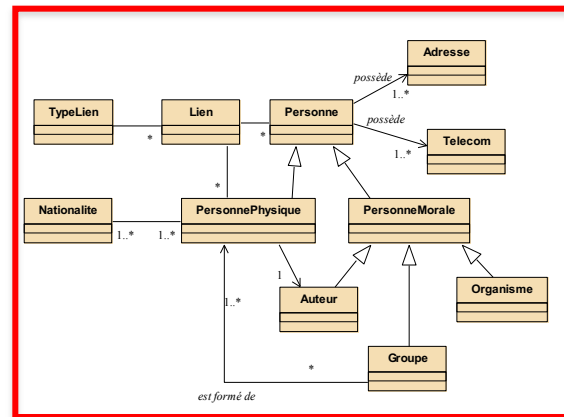 Adresse
possède
1..*
TypeLien
Lien
Personne
*
*
possède
Telecom
1..*
*
Nationalite
PersonnePhysique
PersonneMorale
1..*
1..*
1
1
Auteur
Organisme
1..*
*
Groupe
est formé de